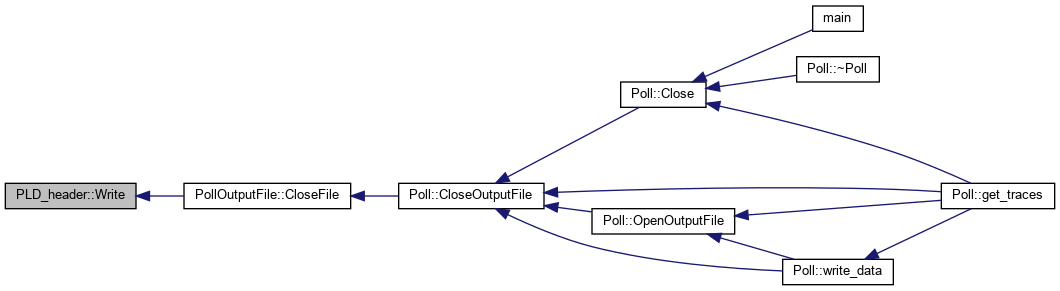 main
Poll::~Poll
Poll::Close
PLD_header::Write
PollOutputFile::CloseFile
Poll::CloseOutputFile
Poll::get_traces
Poll::OpenOutputFile
Poll::write_data